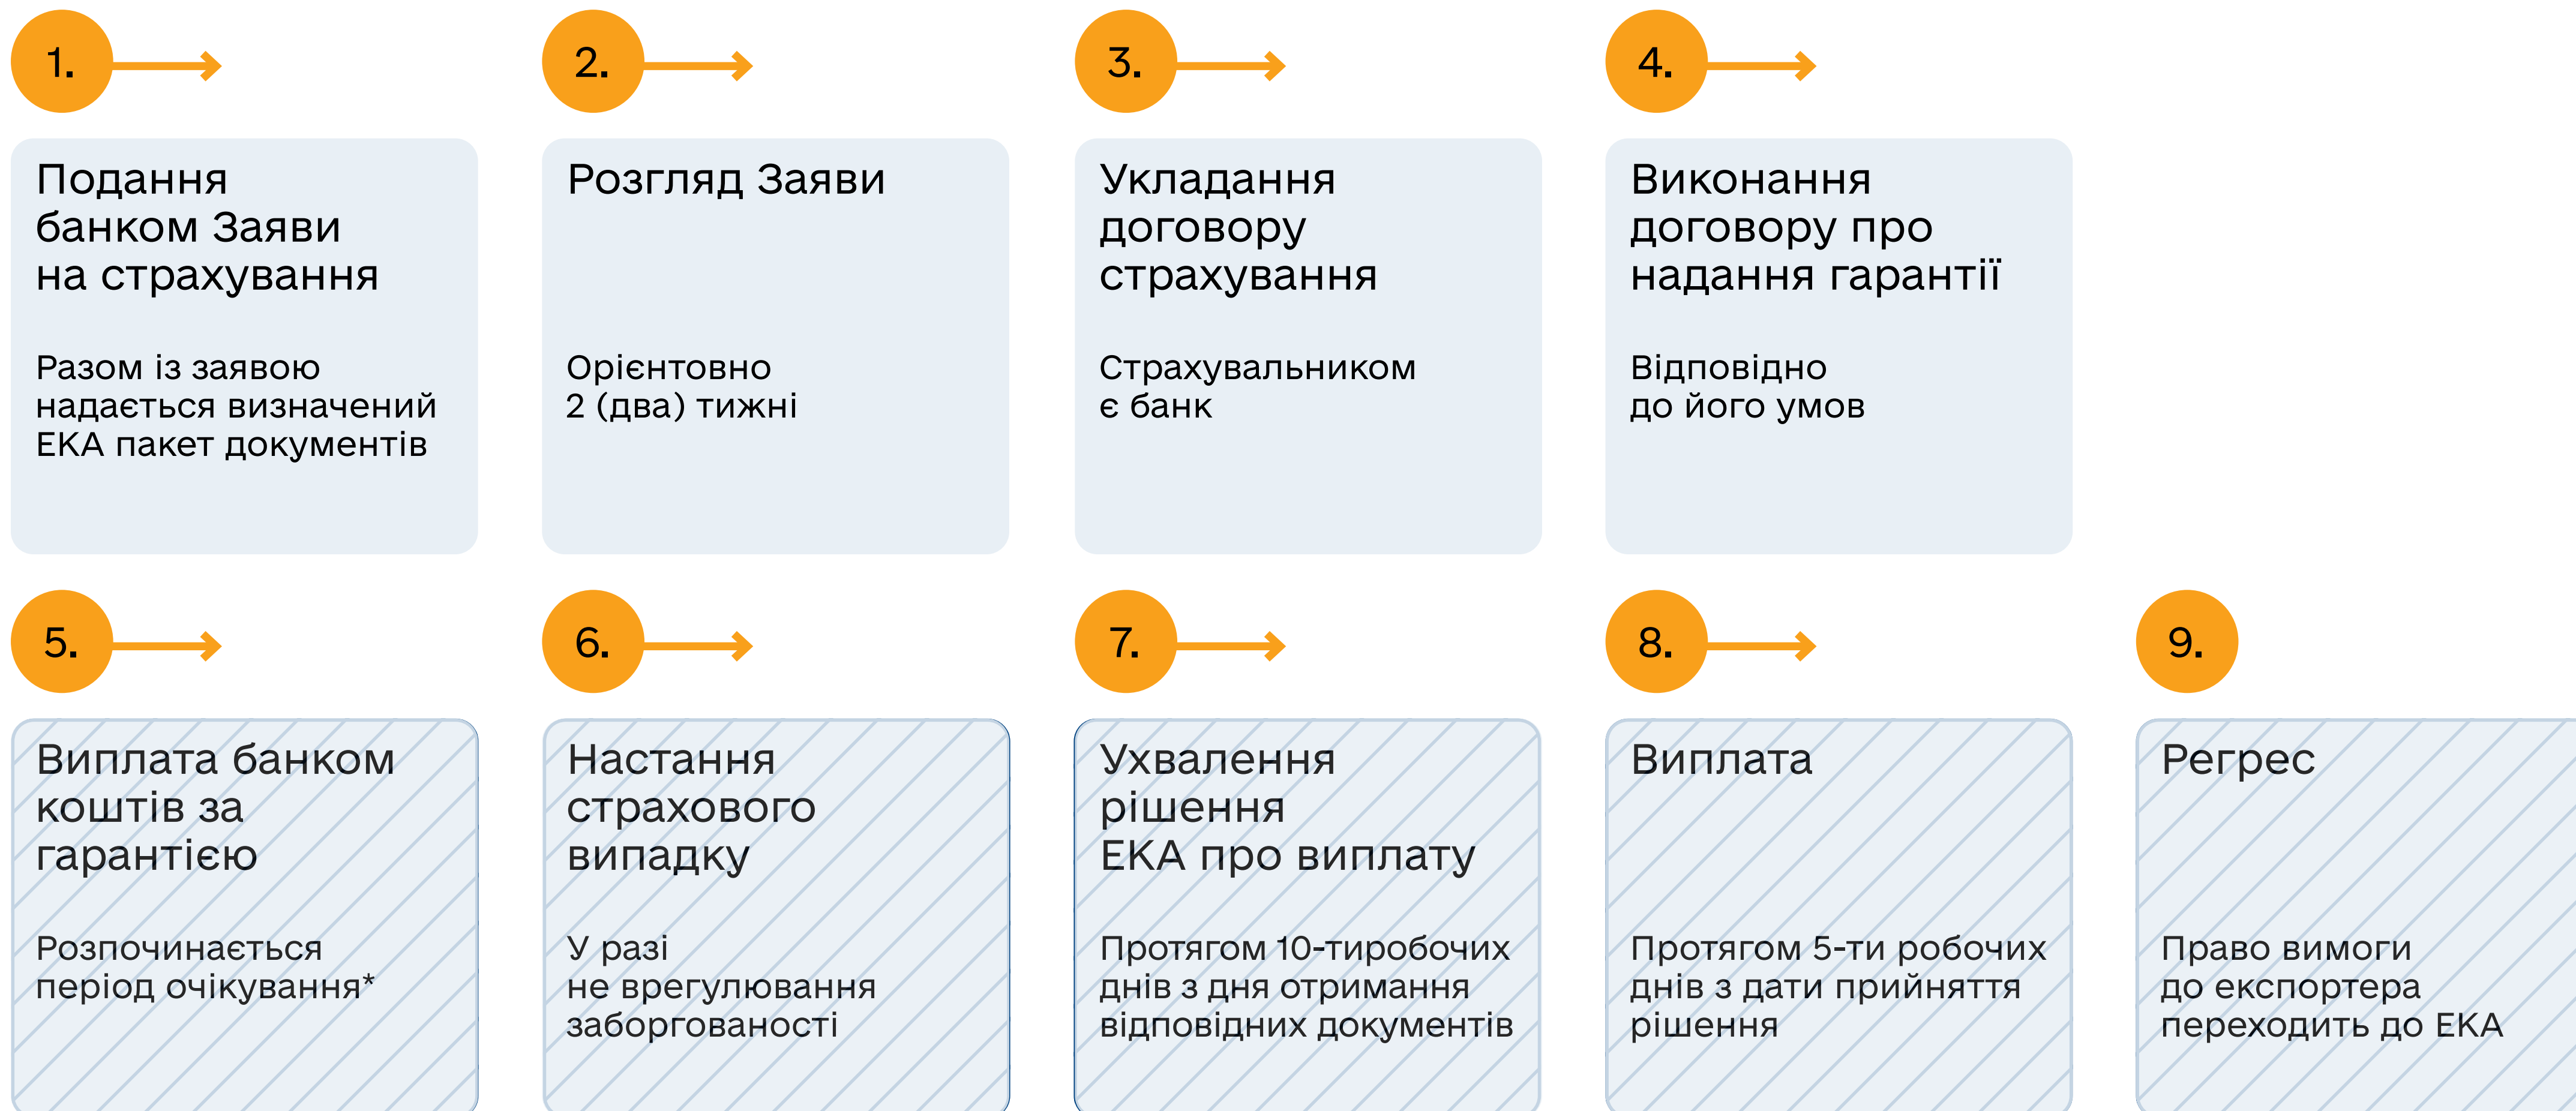 1.
Подання
банком Заяви
на страхування
Разом із заявою
надається визначений
ЕКА пакет документів
2.
Розгляд Заяви
Орієнтовно
2 (два) тижні
3.
Укладання
договору
страхування
Страхувальником
є банк
4.
Виконання
договору про
надання гарантії
Відповідно
до його умов
5.
Виплата банком
коштів за
гарантією
Розпочинається
період очікування*
6.
Настання
страхового
випадку
У разі
не врегулювання
заборгованості
7.
Ухвалення
рішення
ЕКА про виплату
Протягом 10-тиробочих
днів з дня отримання
відповідних документів
8.
Виплата
Протягом 5-ти робочих
днів з дати прийняття
рішення
9.
Регрес
Право вимоги
до експортера
переходить до ЕКА